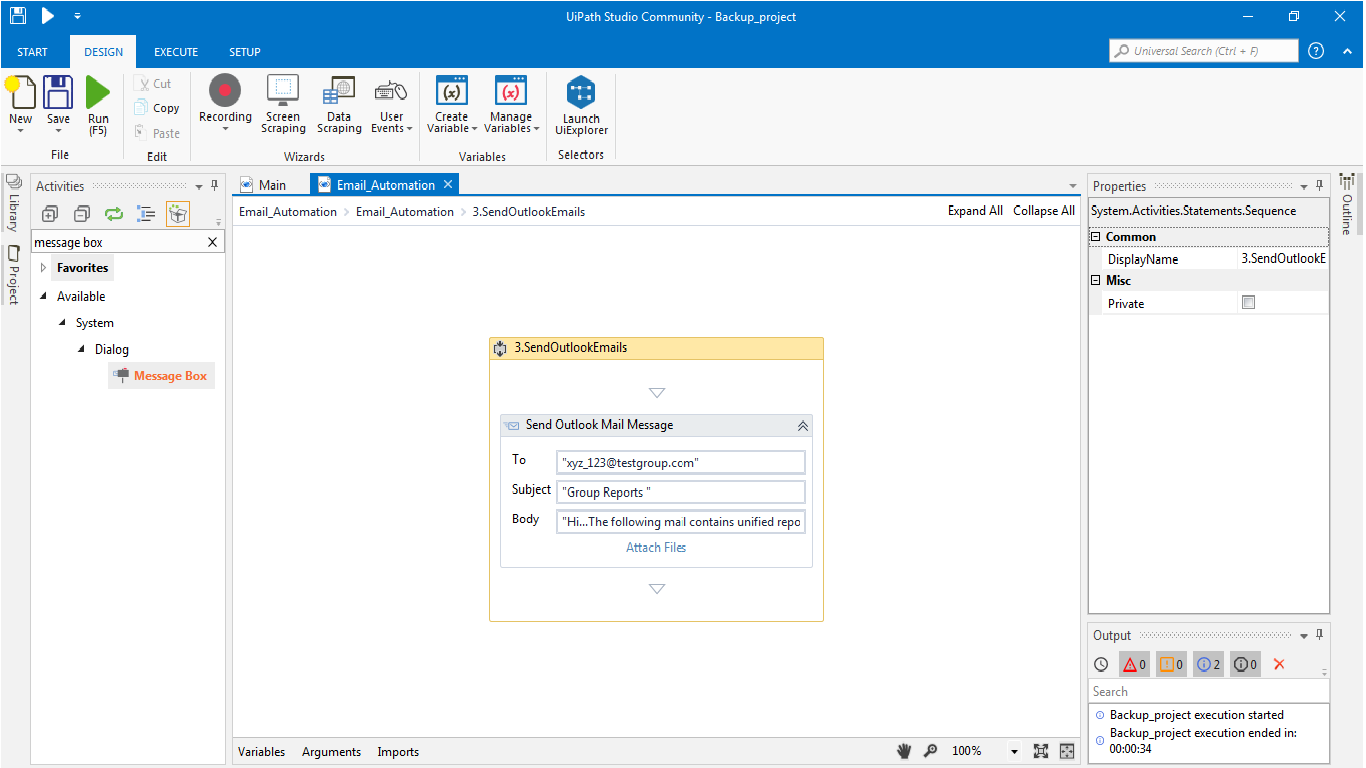 UiPath Studio Community - Backup_project
START DESIGN EXECUTE SETUP
Universal Search (Ctrl + F)
New
Save
Run
(F5)
File
Cut
Copy
Paste
Edit
Recording
Screen
Scraping
Data
Scraping
User
Events
Wizards
Create
Variable
Manage
Variables
Variables
Launch
UiExplorer
Selectors
Library
Project
Activities
message box
Favorites
Available
System
Dialog
Message Box
Main
Email_Automation
Email_Automation > Email_Automation > 3.SendOutlookEmails
Expand All Collapse All
3.SendOutlookEmails
Send Outlook Mail Message
To "xyz_123@testgroup.com"
Subject "Group Reports "
Body "Hi...The following mail contains unified repo
Attach Files
Variables Arguments Imports
100%
Properties
System.Activities.Statements.Sequence
Common
DisplayName 3.SendOutlookE
Misc
Private
Outline
Output
0 0 2 0
Search
Backup_project execution started
Backup_project execution ended in:
00:00:34